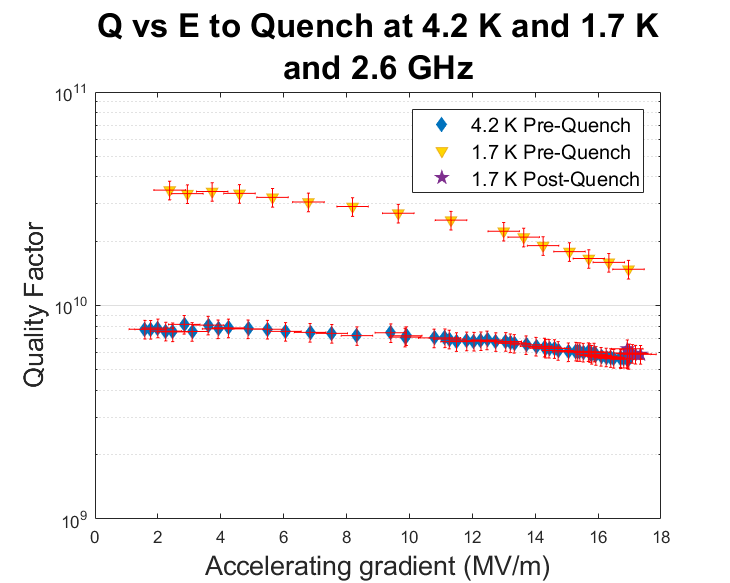 Q vs E to Quench at 4.2 K and 1.7 K
and 2.6 GHz
10^11
4.2 K Pre-Quench
1.7 K Pre-Quench
1.7 K Post-Quench
Quality Factor
10^10
10^9
0 2 4 6 8 10 12 14 16 18
Accelerating gradient (MV/m)